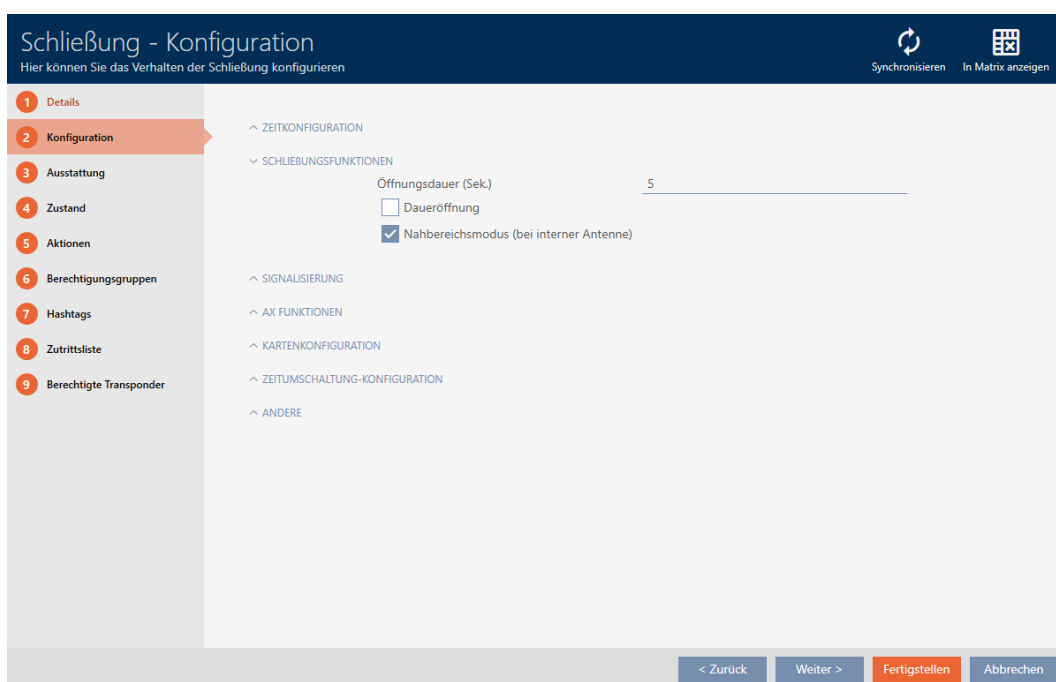 Schließung - Konfiguration
Hier können Sie das Verhalten der Schließung konfigurieren
Synchronisieren
In Matrix anzeigen
1 Details
2 Konfiguration
3 Ausstattung
4 Zustand
5 Aktionen
6 Berechtigungsgruppen
7 Hashtags
8 Zutrittsliste
9 Berechtigte Transponder
ZEITKONFIGURATION
SCHLIEßUNGSFUNKTIONEN
Öffnungsdauer (Sek.) 5
Daueröffnung
Nahbereichsmodus (bei interner Antenne)
SIGNALISIERUNG
AX FUNKTIONEN
KARTENKONFIGURATION
ZEITUMSCHALTUNG-KONFIGURATION
ANDERE
< Zurück
Weiter >
Fertigstellen
Abbrechen